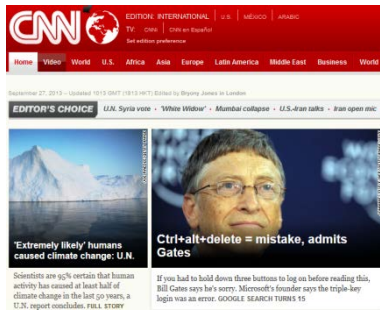 CNN
EDITION: INTERNATIONAL | U.S. | MÉXICO | ARABIC
TV: CNNi | CNN en Español
Set edition preference
Home Video World U.S. Africa Asia Europe Latin America Middle East Business World
September 27, 2013 -- Updated 1013 GMT (1813 HKT) Edited by Bryony Jones in London
EDITOR'S CHOICE U.N. Syria vote • 'White Widow' • Mumbai collapse • U.S.-Iran talks • Iran open mic
'Extremely likely' humans
caused climate change: U.N.
Scientists are 95% certain that human
activity has caused at least half of
climate change in the last 50 years, a
U.N. report concludes. FULL STORY
Ctrl+alt+delete = mistake, admits
Gates
If you had to hold down three buttons to log on before reading this,
Bill Gates says he's sorry. Microsoft's founder says the triple-key
login was an error. GOOGLE SEARCH TURNS 15